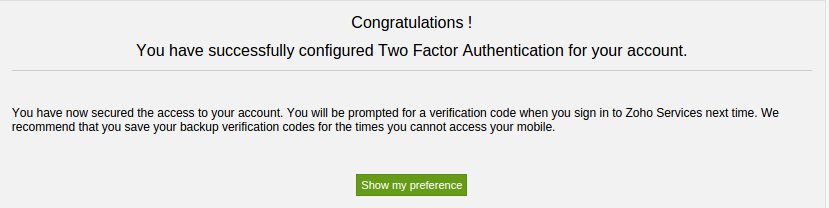 Congratulations !
You have successfully configured Two Factor Authentication for your account.
You have now secured the access to your account. You will be prompted for a verification code when you sign in to Zoho Services next time. We
recommend that you save your backup verification codes for the times you cannot access your mobile.
Show my preference